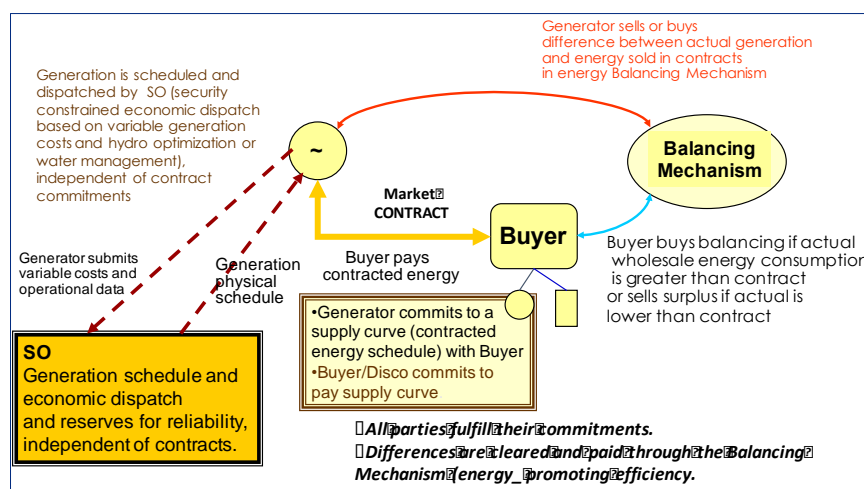 Generator sells or buys
difference between actual generation
and energy sold in contracts
in energy Balancing Mechanism
Generation is scheduled and
dispatched by SO (security
constrained economic dispatch
based on variable generation
costs and hydro optimization or
water management),
independent of contract
commitments
~
Balancing
Mechanism
Market
CONTRACT
Buyer
Buyer pays
contracted energy
Buyer buys balancing if actual
wholesale energy consumption
is greater than contract
or sells surplus if actual is
lower than contract
Generator submits
variable costs and
operational data
Generation
physical
schedule
•Generator commits to a
supply curve (contracted
energy schedule) with Buyer
•Buyer/Disco commits to
pay supply curve
SO
Generation schedule and
economic dispatch
and reserves for reliability,
independent of contracts.
All parties fulfill their commitments.
Differences are cleared and paid through the Balancing
Mechanism (energy_ promoting efficiency.